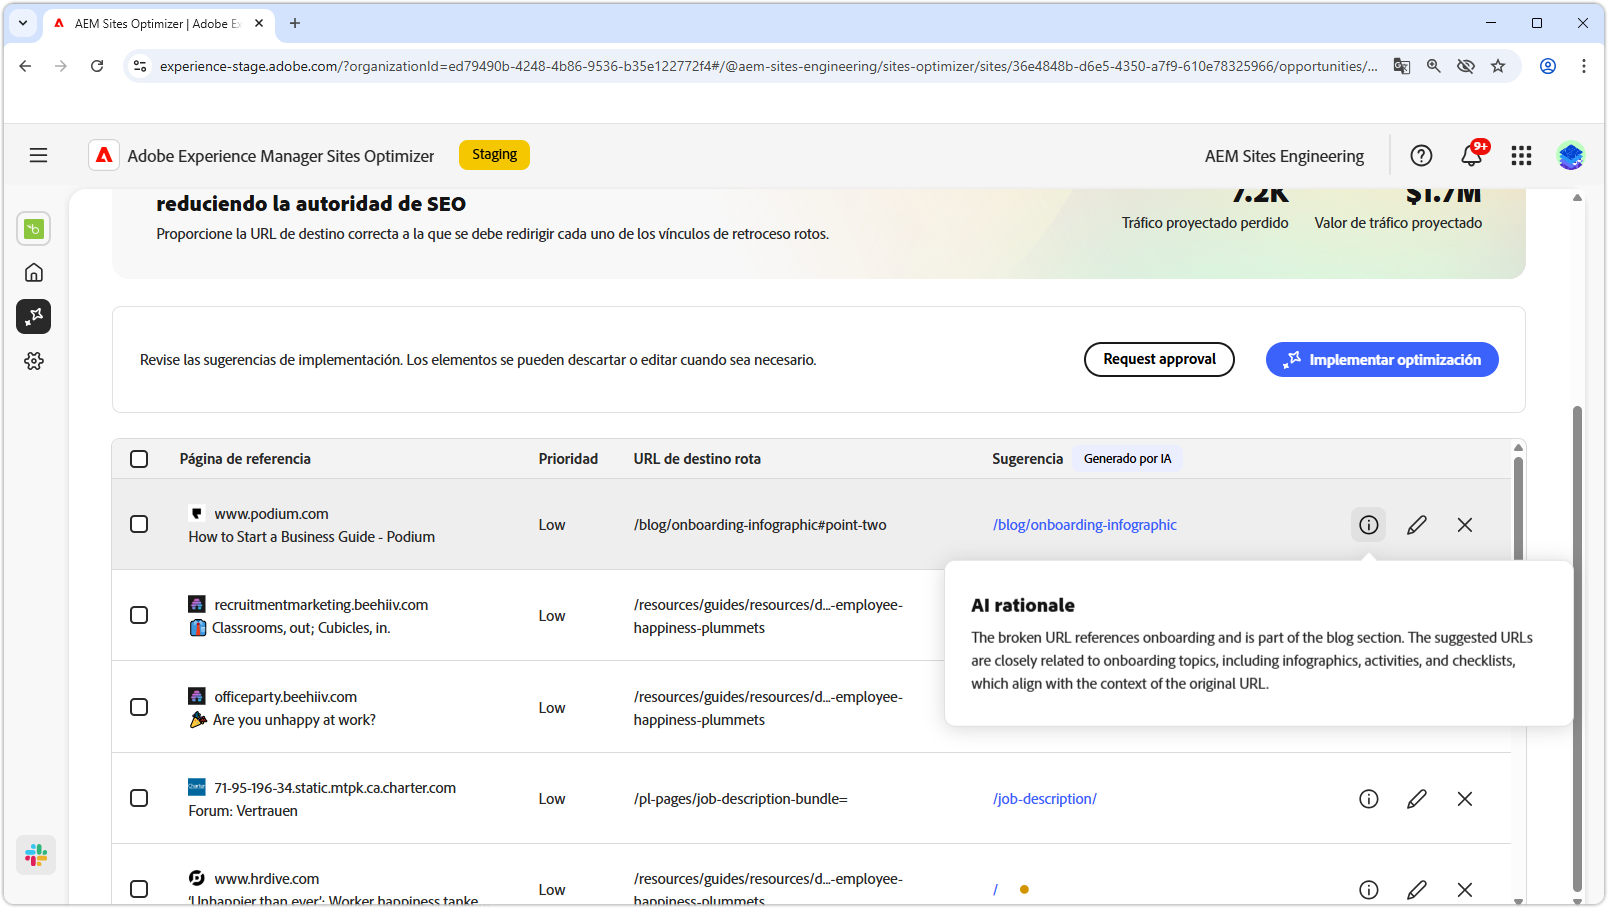 AEM Sites Optimizer | Adobe Ex
experience-stage.adobe.com/?organizationId=ed79490b-4248-4b86-9536-b35e122772f4#/@aem-sites-engineering/sites-optimizer/sites/36e4848b-d6e5-4350-a7f9-610e78325966/opportunities/...
Adobe Experience Manager Sites Optimizer
Staging
AEM Sites Engineering
9+
reduciendo la autoridad de SEO
7.2K
$1.7M
Proporcione la URL de destino correcta a la que se debe redirigir cada uno de los vínculos de retroceso rotos.
Tráfico proyectado perdido
Valor de tráfico proyectado
Revise las sugerencias de implementación. Los elementos se pueden descartar o editar cuando sea necesario.
Request approval
Implementar optimización
Página de referencia
Prioridad
URL de destino rota
Sugerencia
Generado por IA
www.podium.com
How to Start a Business Guide - Podium
Low
/blog/onboarding-infographic#point-two
/blog/onboarding-infographic
AI rationale
The broken URL references onboarding and is part of the blog section. The suggested URLs
are closely related to onboarding topics, including infographics, activities, and checklists,
which align with the context of the original URL.
recruitmentmarketing.beehiiv.com
Classrooms, out; Cubicles, in.
Low
/resources/guides/resources/d...-employee-
happiness-plummets
officeparty.beehiiv.com
Are you unhappy at work?
Low
/resources/guides/resources/d...-employee-
happiness-plummets
71-95-196-34.static.mtpk.ca.charter.com
Forum: Vertrauen
Low
/pl-pages/job-description-bundle=
/job-description/
www.hrdive.com
'Unhappier than ever': Worker happiness tanke
Low
/resources/guides/resources/d...-employee-
happiness-plummets
/